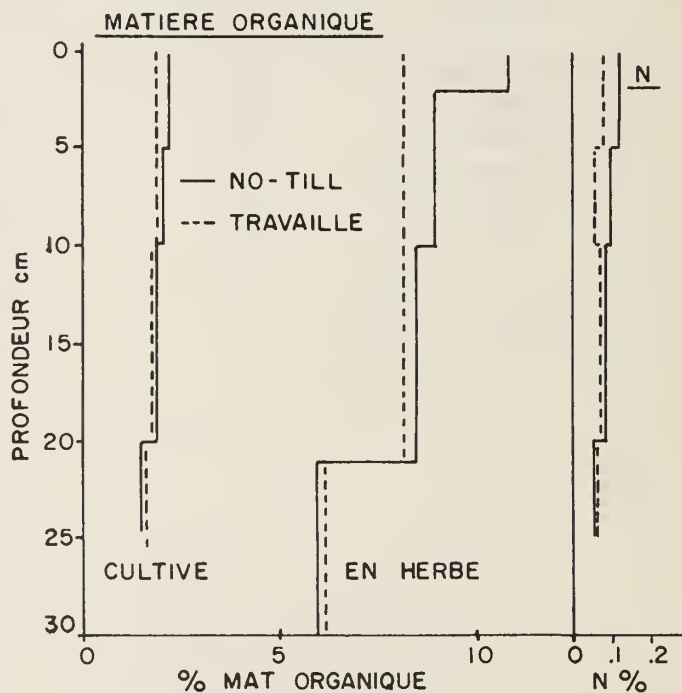 MATIERE ORGANIQUE
0
5
10
15
20
25
30
PROFONDEUR cm
NO-TILL
TRAVAILLE
N
CULTIVE
EN HERBE
0 5 10
% MAT ORGANIQUE
0 .1 .2
N %